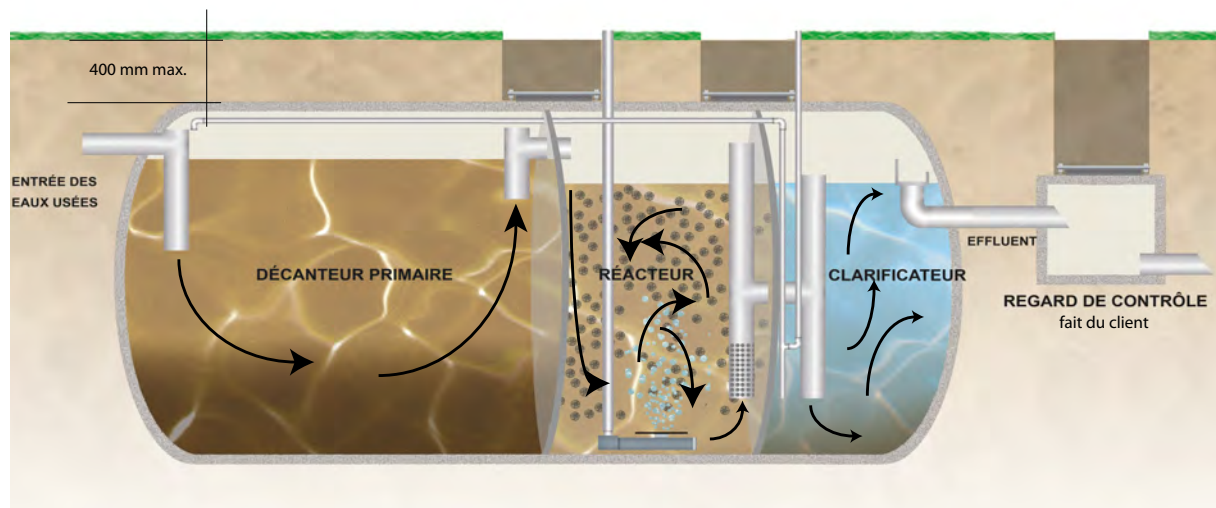 400 mm max.
ENTRÉE DES
EAUX USÉES
DÉCANTEUR PRIMAIRE
RÉACTEUR
CLARIFICATEUR
EFFLUENT
REGARD DE CONTRÔLE
fait du client